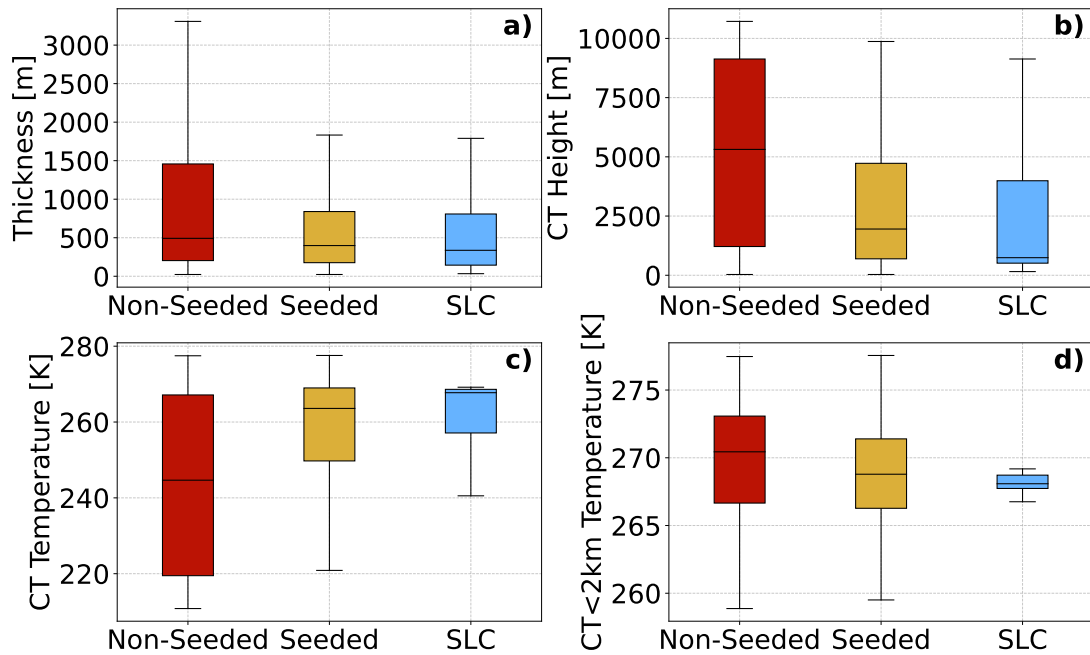 a)
Thickness [m]
3000
2500
2000
1500
1000
500
0
Non-Seeded Seeded SLC
b)
CT Height [m]
10000
7500
5000
2500
0
Non-Seeded Seeded SLC
c)
CT Temperature [K]
280
260
240
220
Non-Seeded Seeded SLC
d)
CT<2km Temperature [K]
275
270
265
260
Non-Seeded Seeded SLC